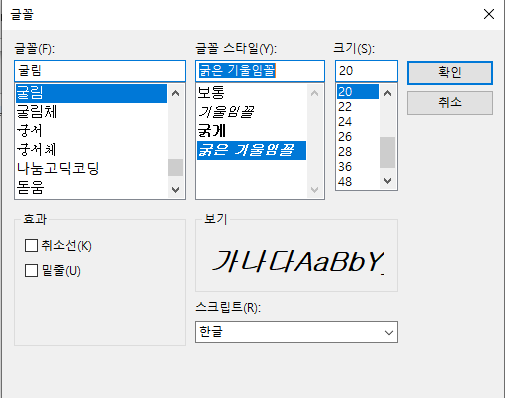 글꼴
글꼴(F):
굴림
굴림
굴림체
궁서
궁서체
나눔고딕코딩
돋움
글꼴 스타일(Y):
굵은 기울임꼴
보통
기울임꼴
굵게
굵은 기울임꼴
크기(S):
20
20
22
24
26
28
36
48
확인
취소
효과
취소선(K)
밑줄(U)
보기
가나다AaBbY
스크립트(R):
한글